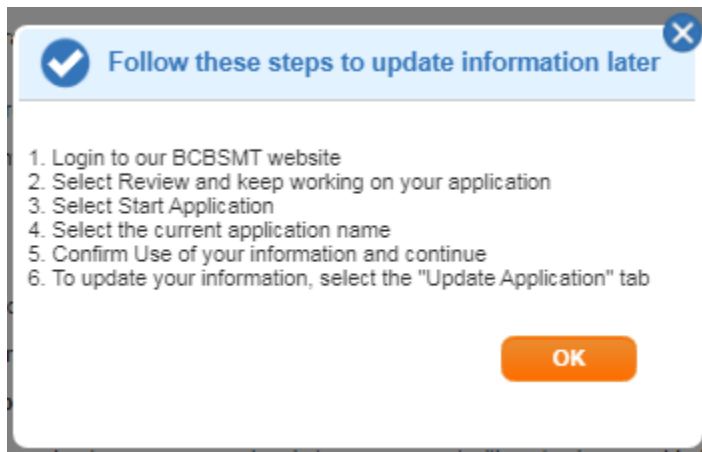 Follow these steps to update information later
1. Login to our BCBSMT website
2. Select Review and keep working on your application
3. Select Start Application
4. Select the current application name
5. Confirm Use of your information and continue
6. To update your information, select the "Update Application" tab
OK